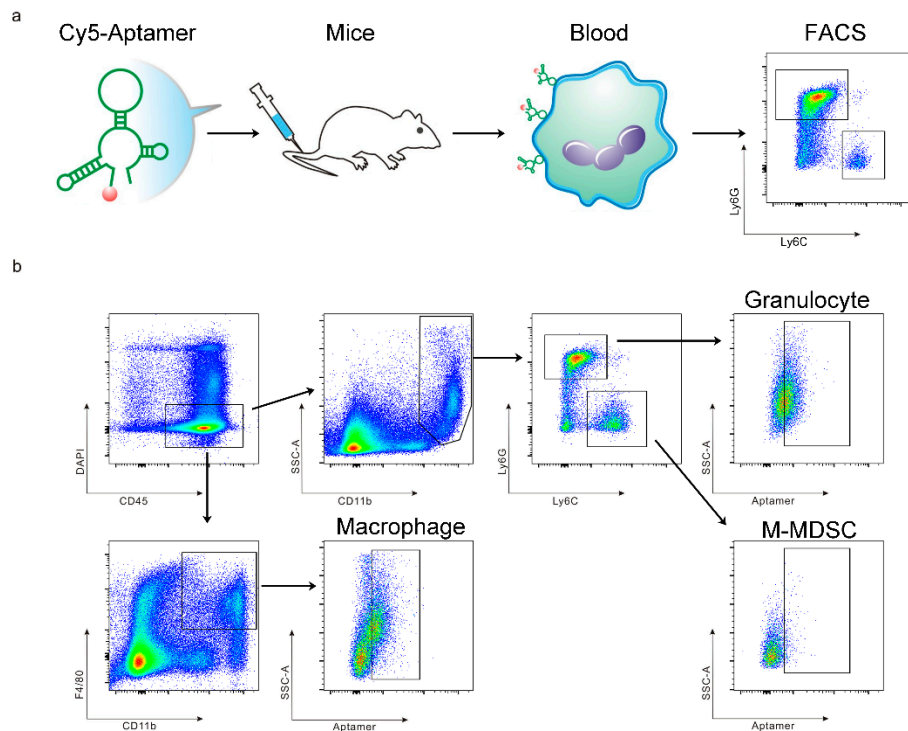 a
Cy5-Aptamer
Mice
Blood
FACS
Ly6G
Ly6C
b
Granulocyte
DAPI
CD45
SSC-A
CD11b
Ly6G
Ly6C
SSC-A
Aptamer
Macrophage
M-MDSC
F4/80
CD11b
SSC-A
Aptamer
SSC-A
Aptamer